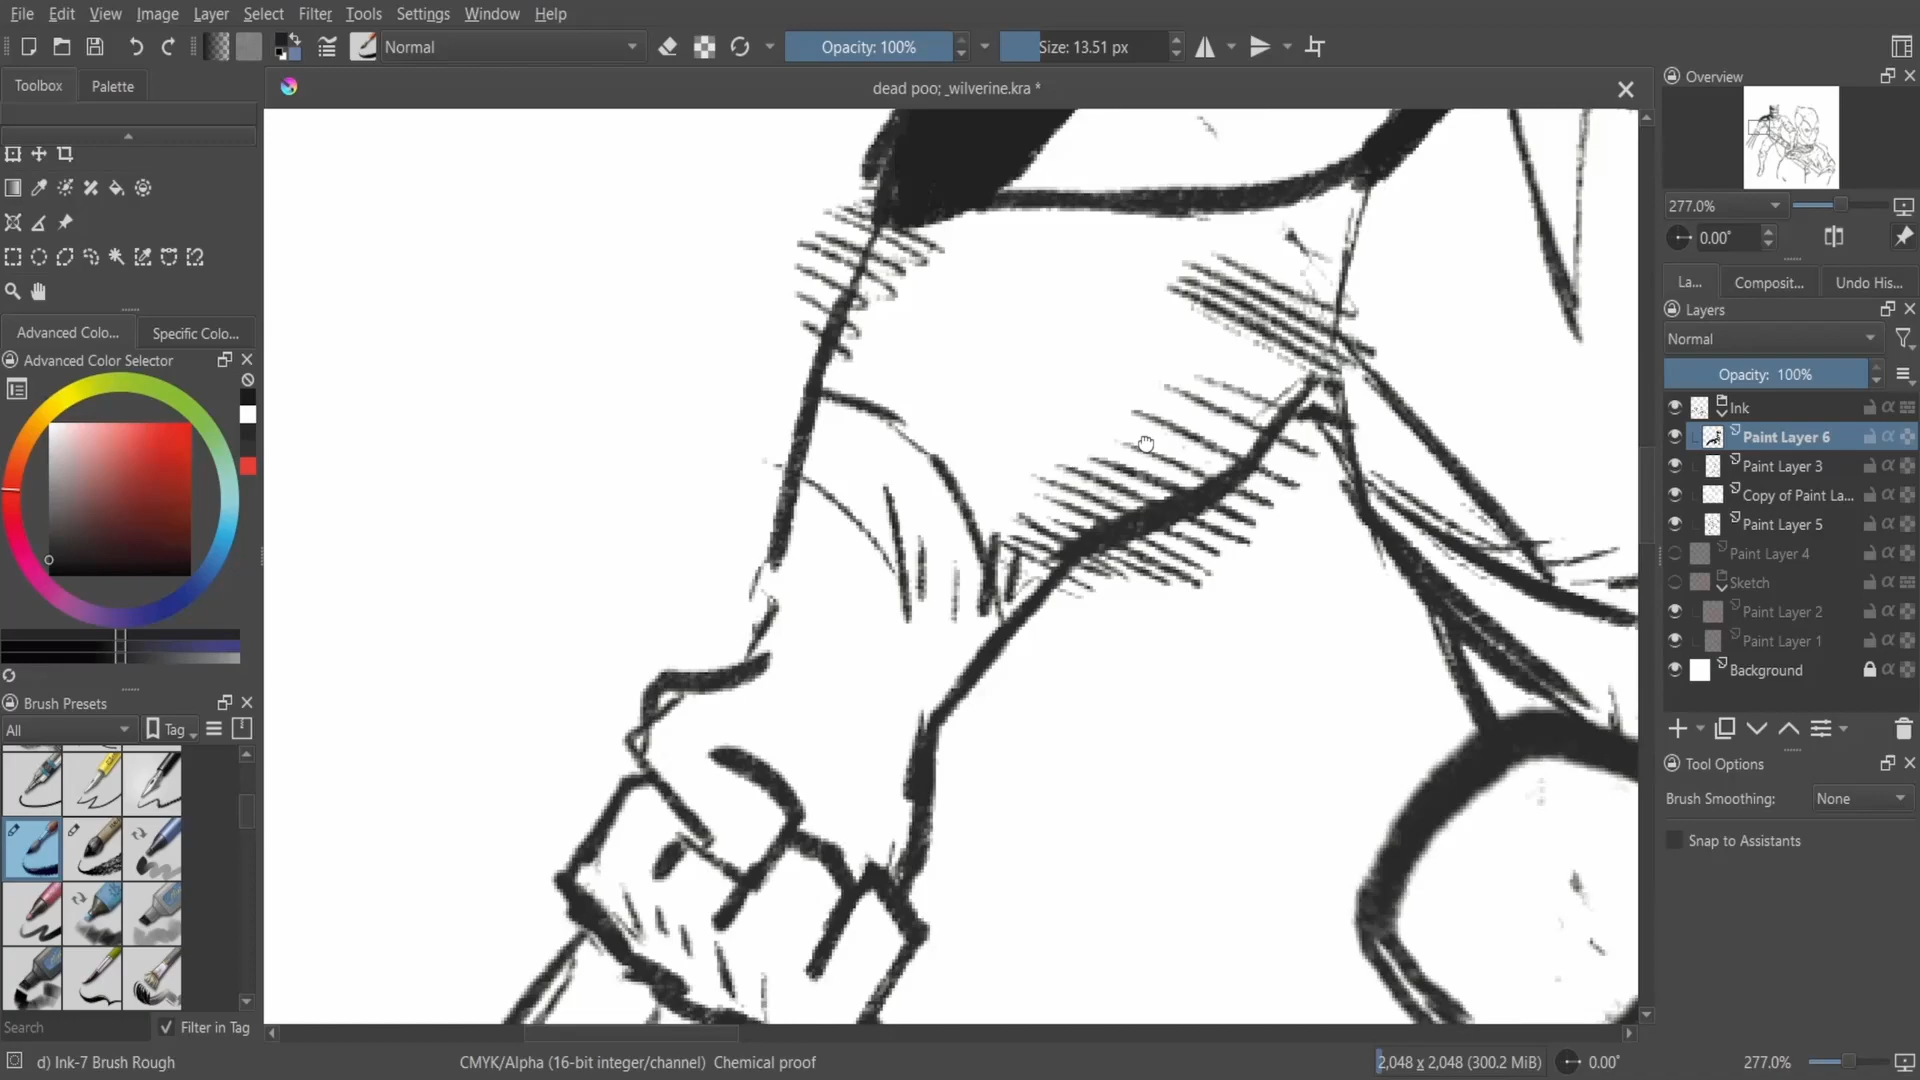 File Edit View Image Layer Select Filter Tools Settings Window Help
Normal Opacity: 100% Size: 13.51 px
Toolbox Palette
dead poo; _wilverine.kra *
Overview
277.0%
0.00°
La... Composit... Undo His...
Layers
Normal
Opacity: 100%
Ink
Paint Layer 6
Paint Layer 3
Copy of Paint La...
Paint Layer 5
Paint Layer 4
Sketch
Paint Layer 2
Paint Layer 1
Background
Tool Options
Brush Smoothing: None
Snap to Assistants
Advanced Colo... Specific Colo...
Advanced Color Selector
Brush Presets
All Tag
Search Filter in Tag
d) Ink-7 Brush Rough CMYK/Alpha (16-bit integer/channel) Chemical proof 2,048 x 2,048 (300.2 MiB) 0.00° 277.0%